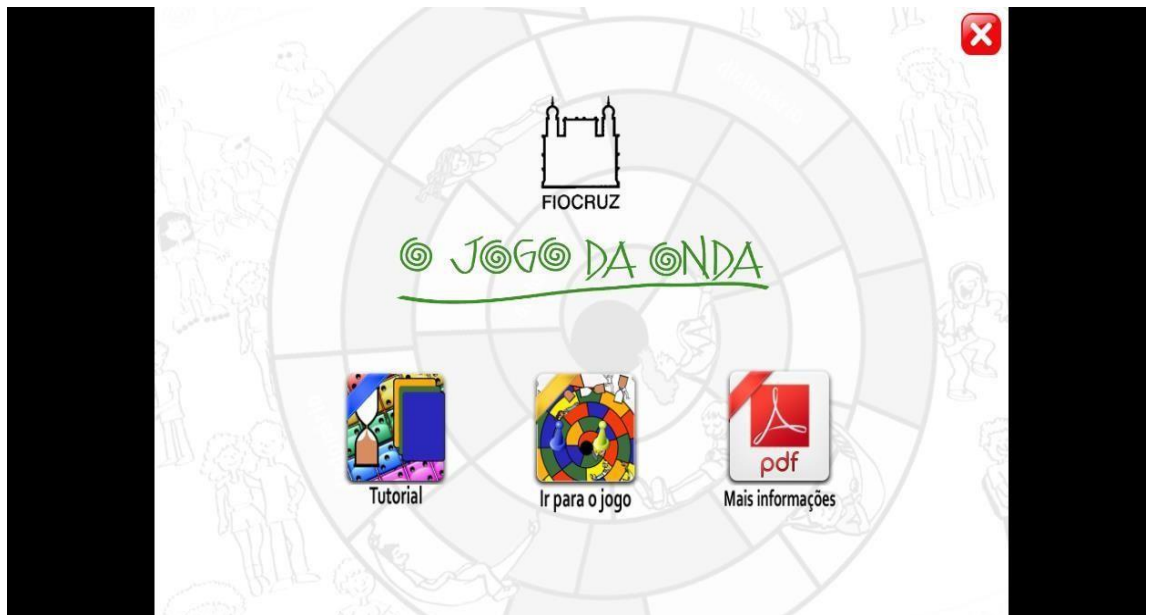 FIOCRUZ
O JOGO DA ONDA
pdf
Tutorial
Ir para o jogo
Mais informações